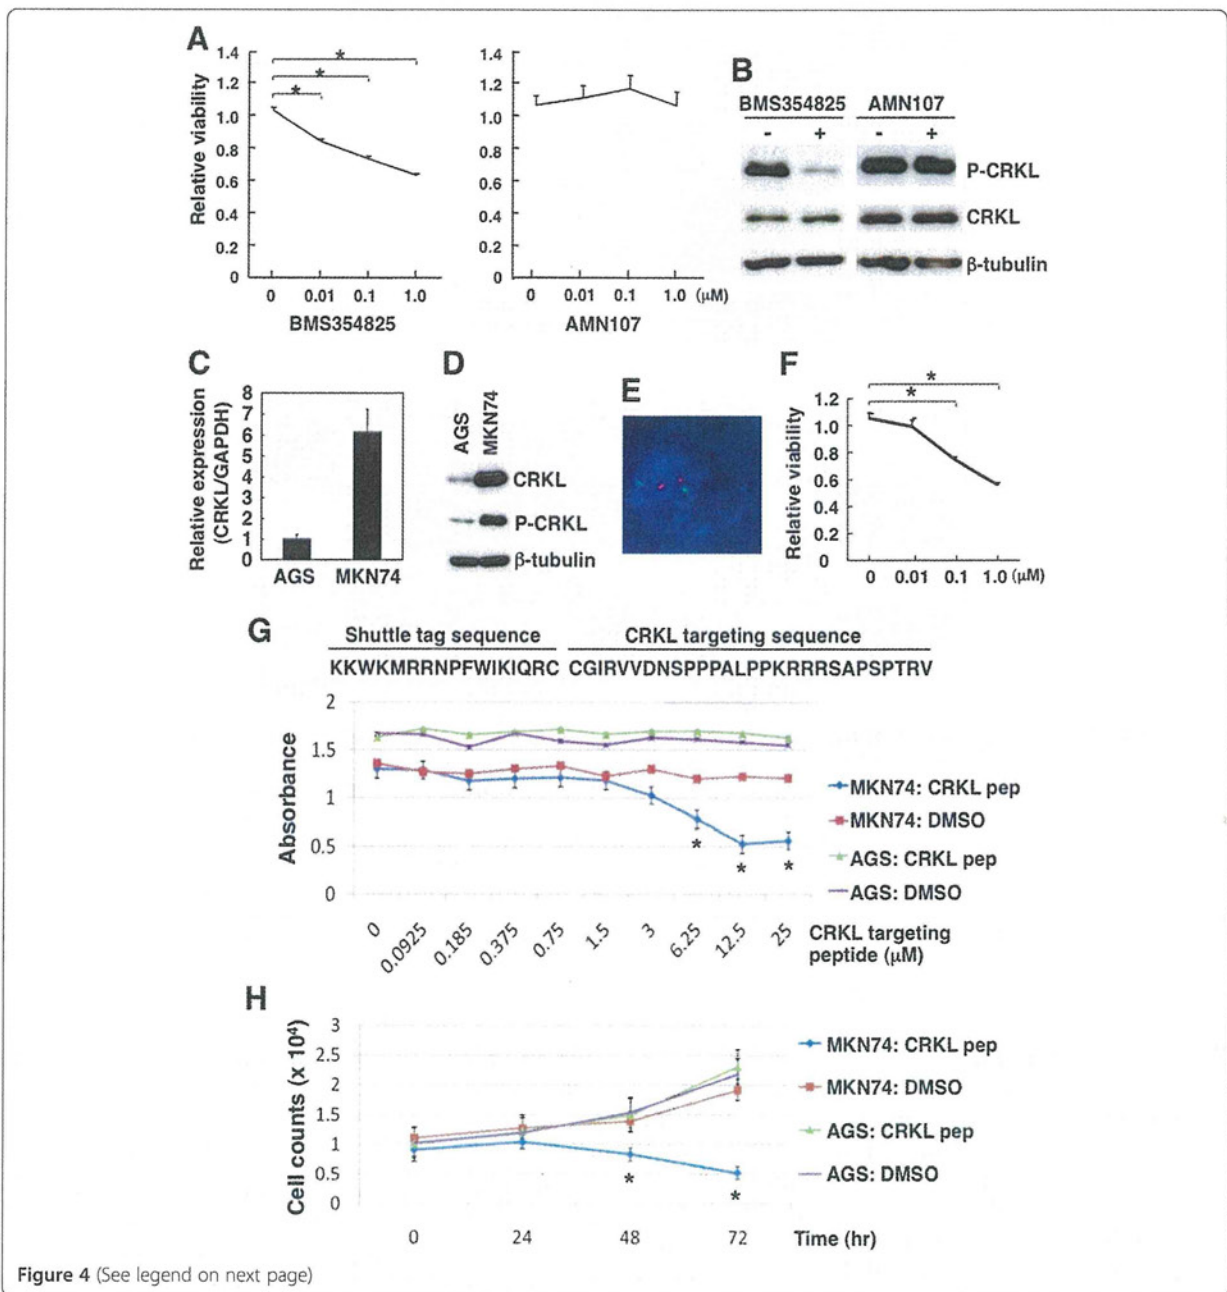 A
1.4
1.2
1.0
0.8
0.6
0.4
0.2
0
Relative viability
* * *
0 0.01 0.1 1.0
BMS354825
1.4
1.2
1.0
0.8
0.6
0.4
0.2
0
0 0.01 0.1 1.0 (μM)
AMN107
B
BMS354825 AMN107
- + - +
P-CRKL
CRKL
β-tubulin
C
Relative expression
(CRKL/GAPDH)
8
7
6
5
4
3
2
1
0
AGS MKN74
D
AGS
MKN74
CRKL
P-CRKL
β-tubulin
E
F
Relative viability
1.2
1.0
0.8
0.6
0.4
0.2
0
* *
0 0.01 0.1 1.0 (μM)
G
Shuttle tag sequence CRKL targeting sequence
KKWKMRRNPFWIKIQRC CGIRVVDNSPPPALPPKRRRSAPSPTRV
Absorbance
2
1.5
1
0.5
0
* * *
MKN74: CRKL pep
MKN74: DMSO
AGS: CRKL pep
AGS: DMSO
0 0.0925 0.185 0.375 0.75 1.5 3 6.25 12.5 25
CRKL targeting
peptide (μM)
H
Cell counts (x 10⁴)
3
2.5
2
1.5
1
0.5
0
* *
MKN74: CRKL pep
MKN74: DMSO
AGS: CRKL pep
AGS: DMSO
0 24 48 72 Time (hr)
Figure 4 (See legend on next page)